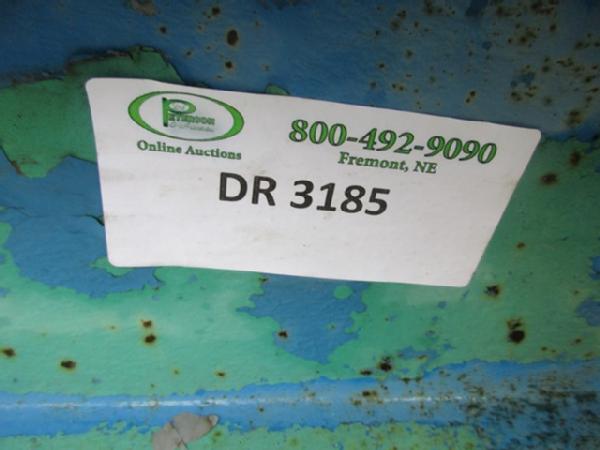 PETERSON
Online Auctions
800-492-9090
Fremont, NE
DR 3185